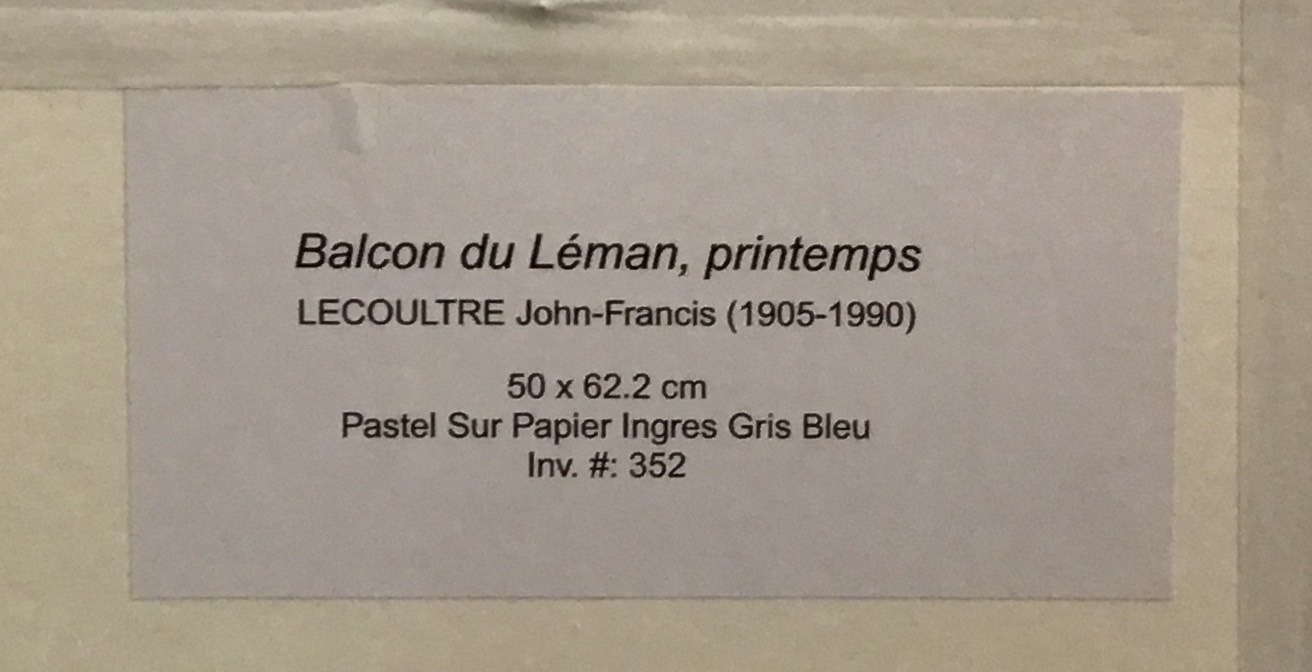 Balcon du Léman, printemps
LECOULTRE John-Francis (1905-1990)
50 x 62.2 cm
Pastel Sur Papier Ingres Gris Bleu
Inv. #: 352